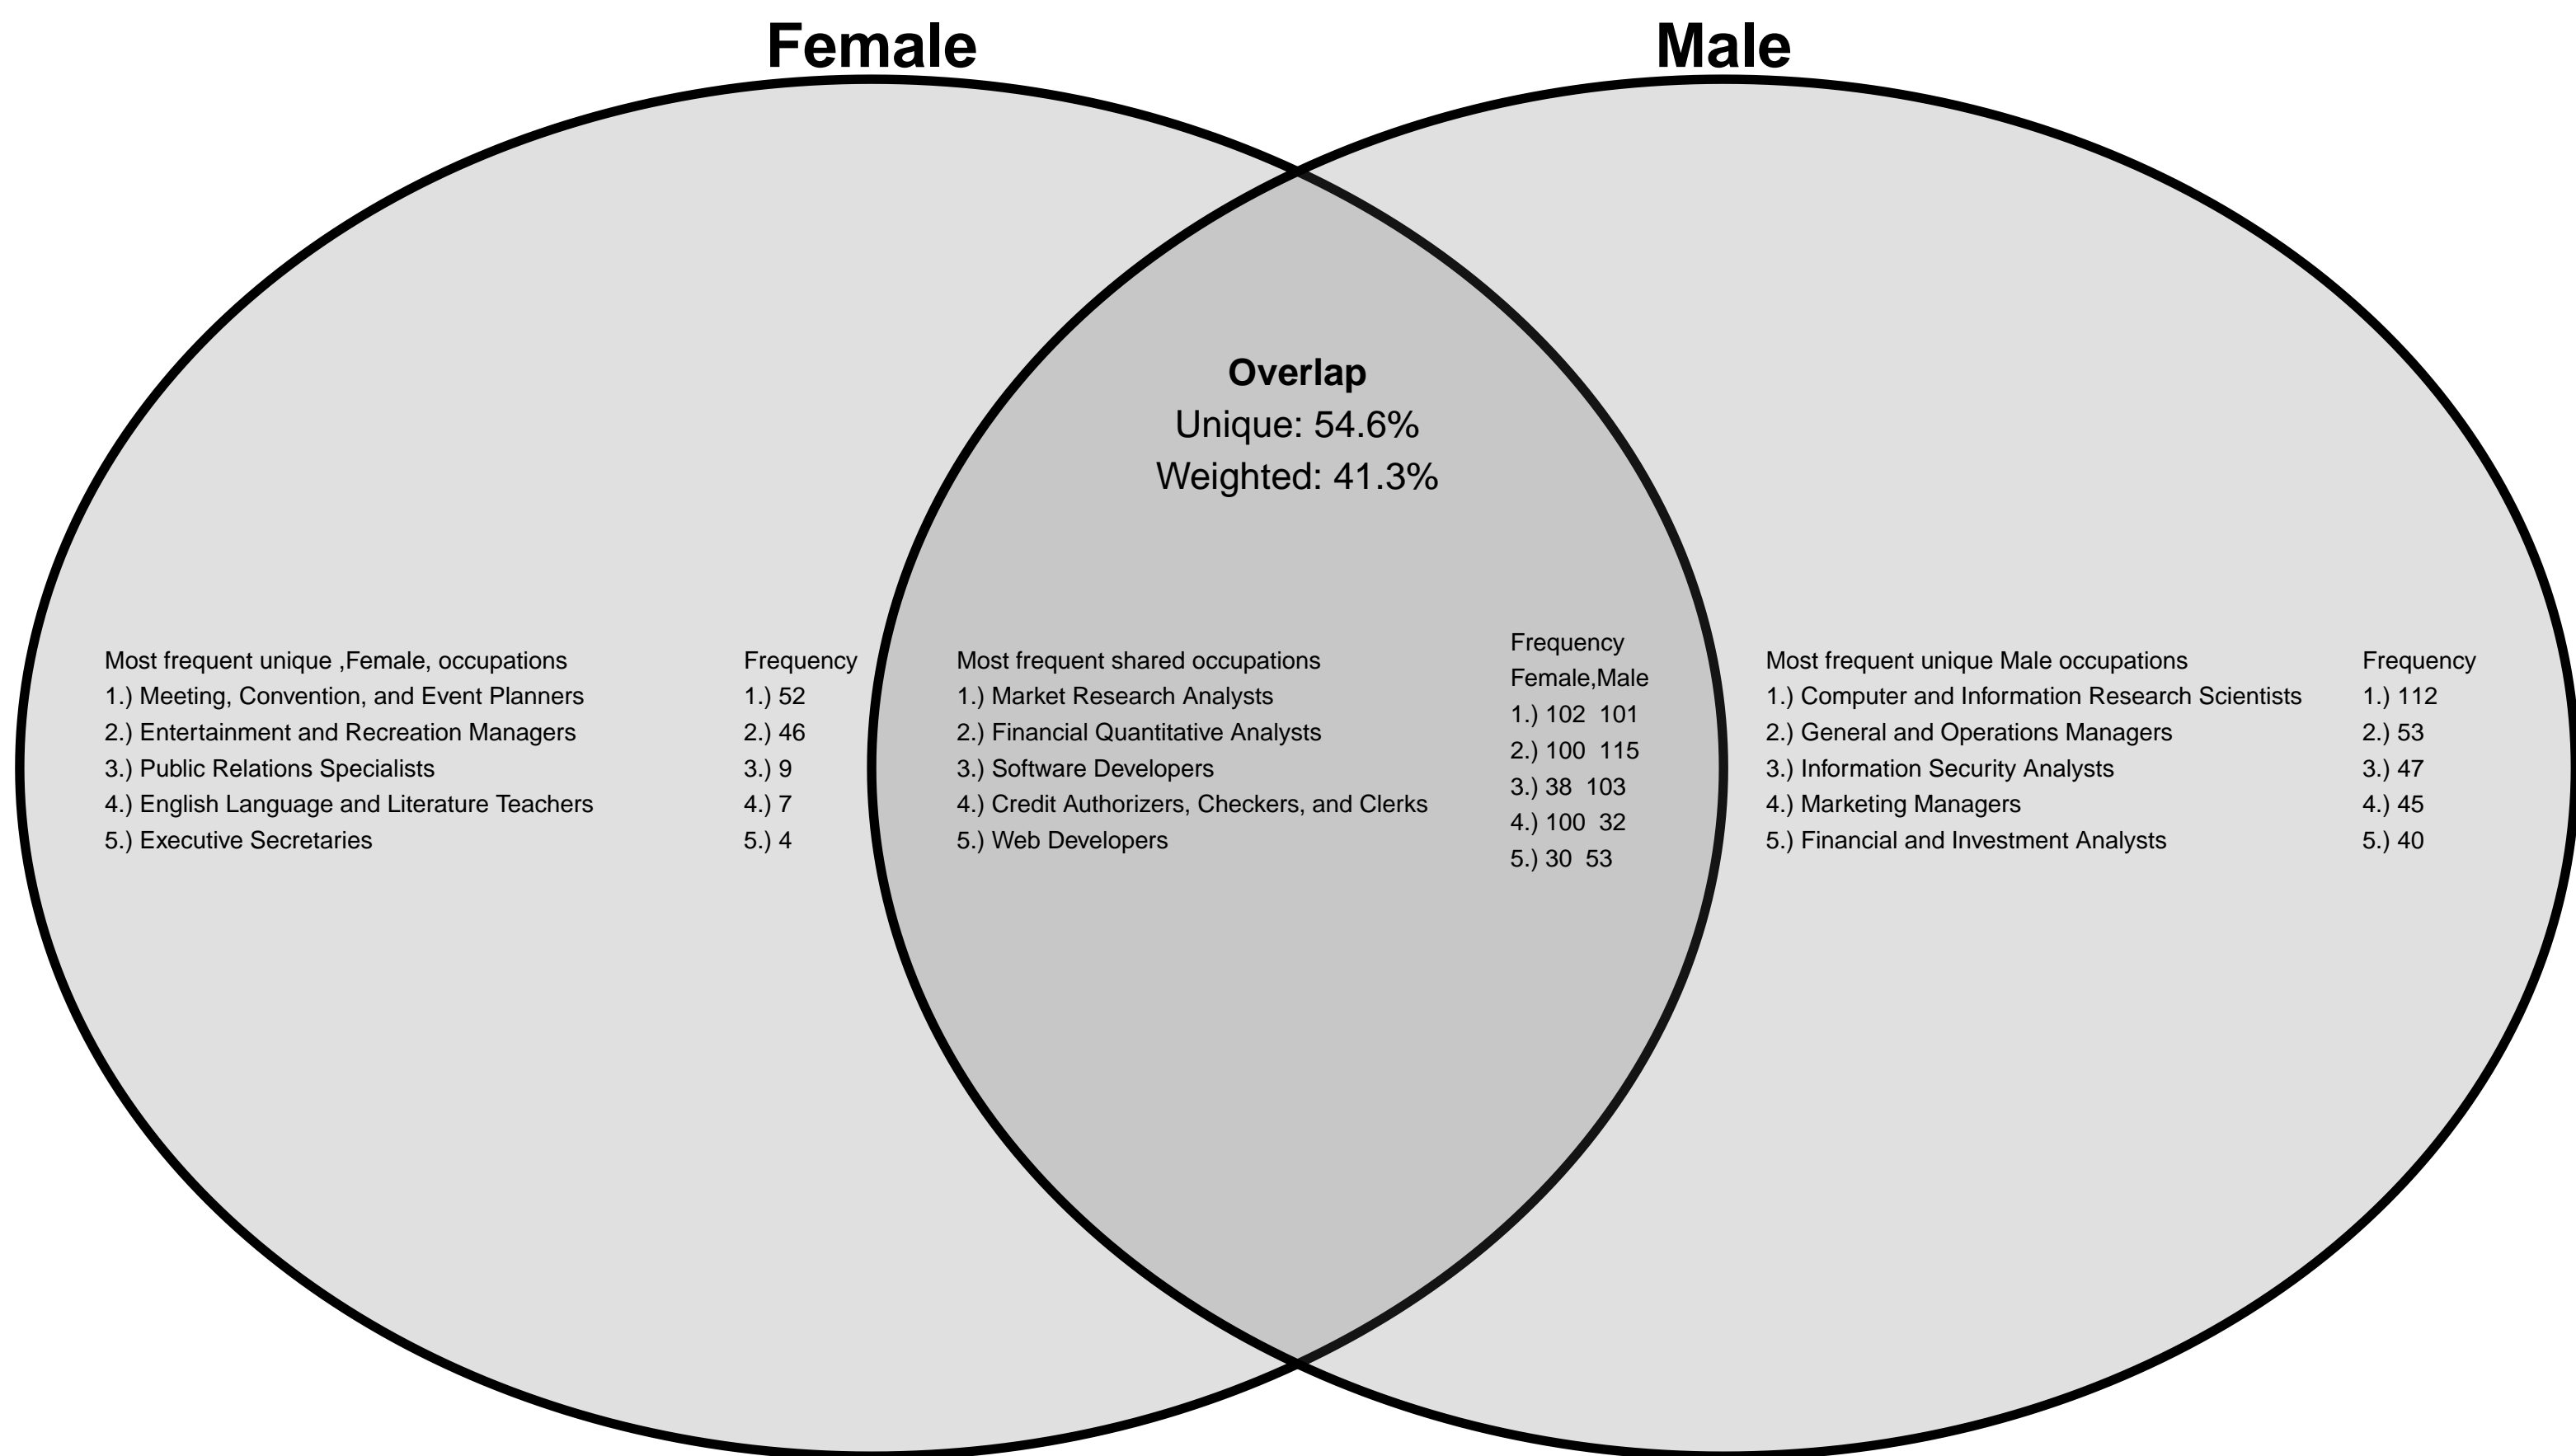 Female
Male
Overlap
Unique: 54.6%
Weighted: 41.3%
Most frequent unique ,Female, occupations
1.) Meeting, Convention, and Event Planners
2.) Entertainment and Recreation Managers
3.) Public Relations Specialists
4.) English Language and Literature Teachers
5.) Executive Secretaries
Frequency
1.) 52
2.) 46
3.) 9
4.) 7
5.) 4
Most frequent shared occupations
1.) Market Research Analysts
2.) Financial Quantitative Analysts
3.) Software Developers
4.) Credit Authorizers, Checkers, and Clerks
5.) Web Developers
Frequency
Female,Male
1.) 102 101
2.) 100 115
3.) 38 103
4.) 100 32
5.) 30 53
Most frequent unique Male occupations
1.) Computer and Information Research Scientists
2.) General and Operations Managers
3.) Information Security Analysts
4.) Marketing Managers
5.) Financial and Investment Analysts
Frequency
1.) 112
2.) 53
3.) 47
4.) 45
5.) 40